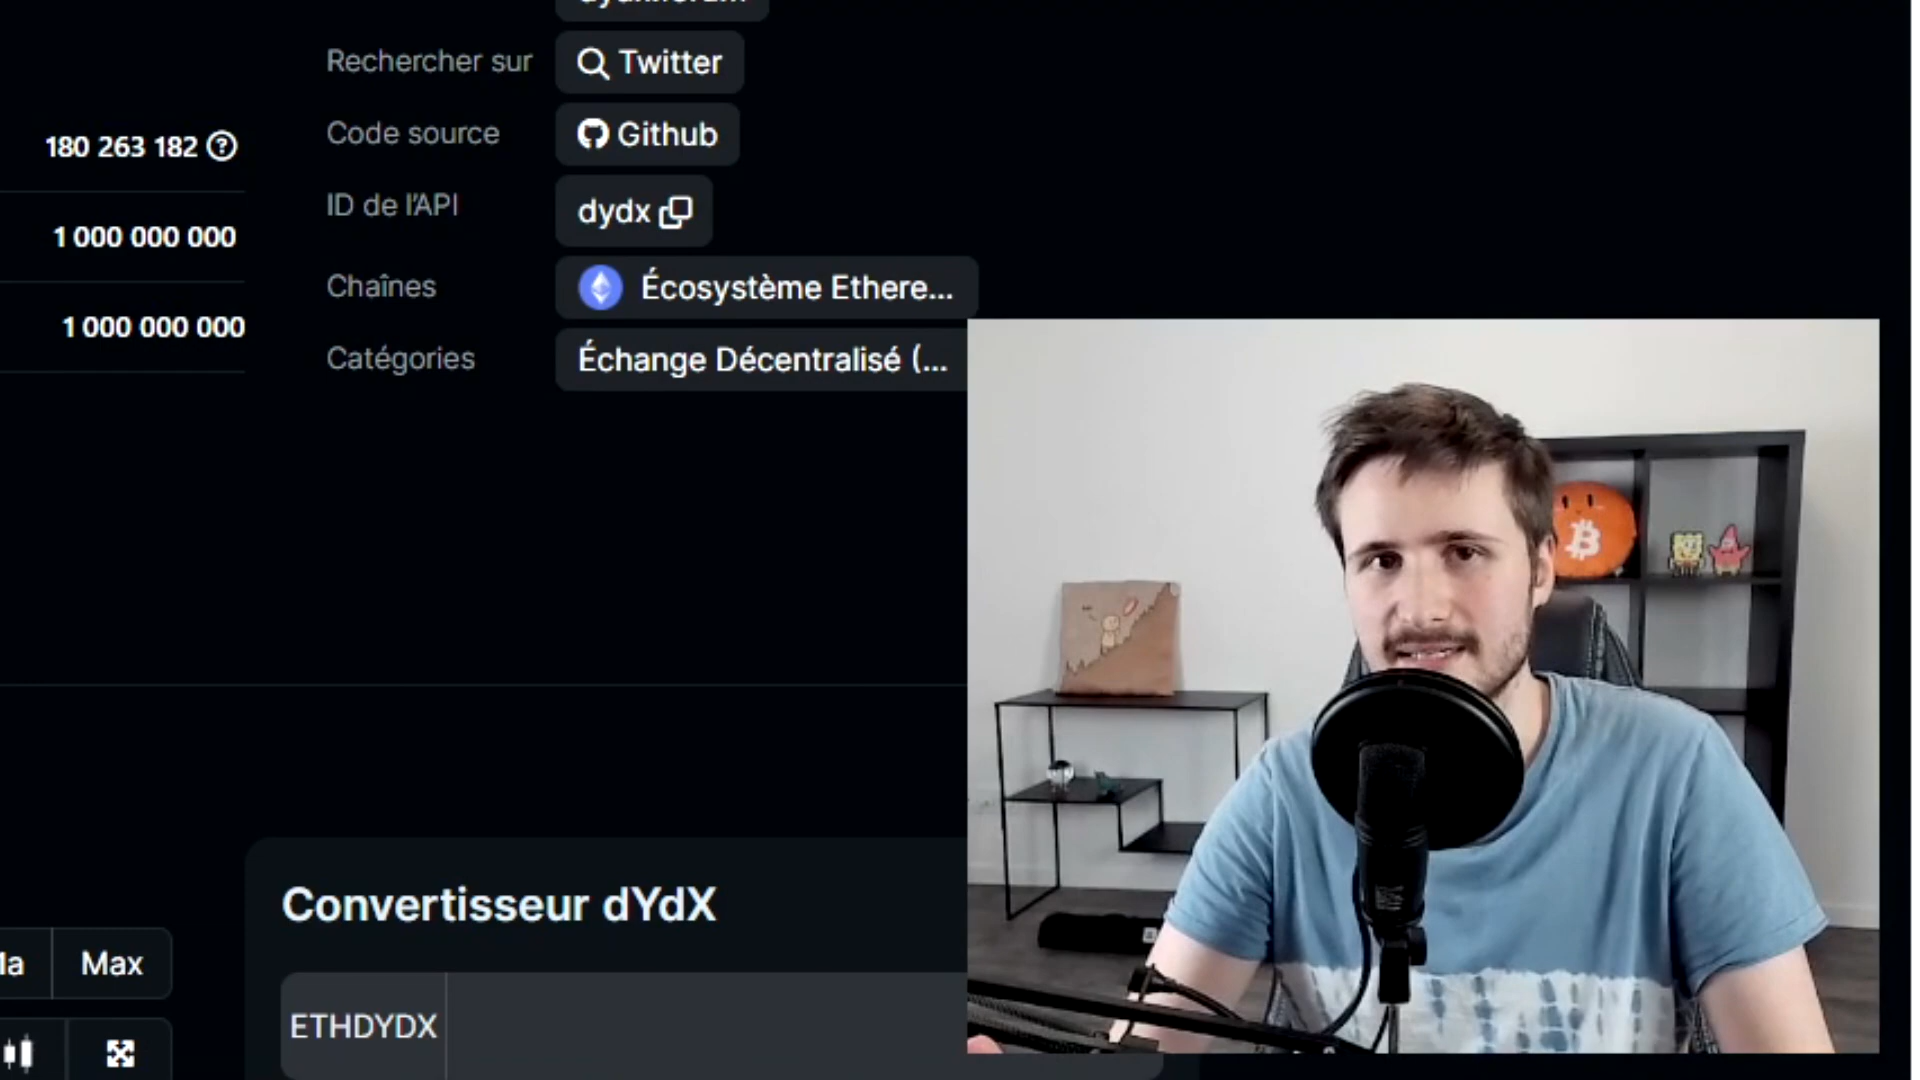 Rechercher sur
Twitter
180 263 182
Code source
Github
1 000 000 000
ID de l'API
dydx
1 000 000 000
Chaînes
Écosystème Ethere...
Catégories
Échange Décentralisé (...
Convertisseur dYdX
Max
ETHDYDX